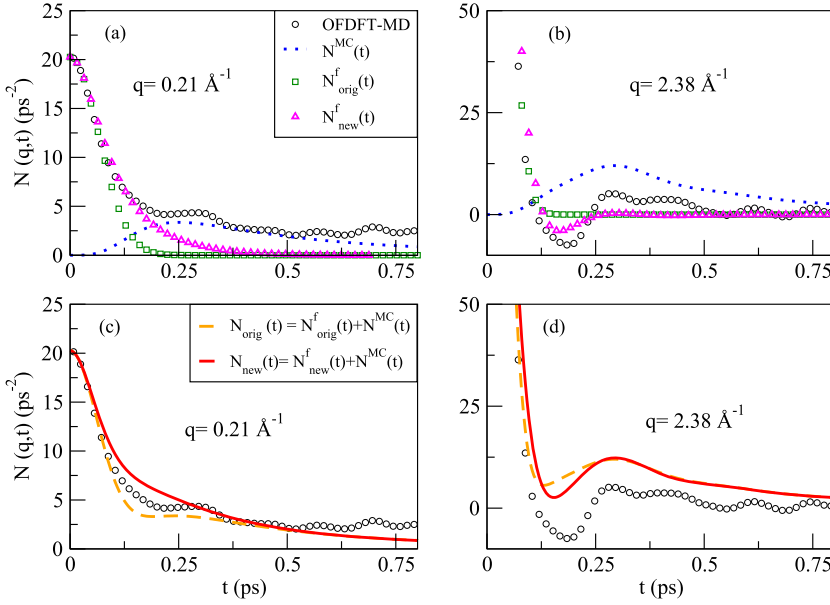 (a)
q= 0.21 Å⁻¹
OFDFT-MD
N^MC(t)
N^f_orig(t)
N^f_new(t)
N (q,t) (ps⁻²)
25
20
15
10
5
0
0
0.25
0.5
0.75
(b)
q= 2.38 Å⁻¹
50
25
0
0
0.25
0.5
0.75
(c)
N_orig (t) = N^f_orig(t)+N^MC(t)
N_new(t)= N^f_new(t)+N^MC(t)
q= 0.21 Å⁻¹
N (q,t) (ps⁻²)
25
20
15
10
5
0
0
0.25
0.5
0.75
t (ps)
(d)
q= 2.38 Å⁻¹
50
25
0
0
0.25
0.5
0.75
t (ps)